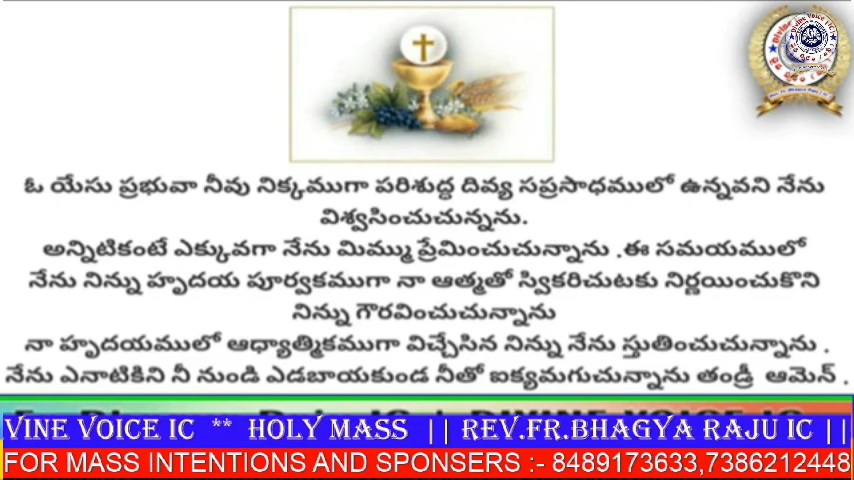 ఓ యేసు ప్రభువా నీవు నిక్కముగా పరిశుద్ధ దివ్య సప్రసాధములో ఉన్నవని నేను
విశ్వసించుచున్నను.
అన్నిటికంటే ఎక్కువగా నేను మిమ్ము ప్రేమించుచున్నాను .ఈ సమయములో
నేను నిన్ను హృదయ పూర్వకముగా నా ఆత్మతో స్వికరిచుటకు నిర్ణయించుకొని
నిన్ను గౌరవించుచున్నాను
నా హృదయములో ఆధ్యాత్మికముగా విచ్చేసిన నిన్ను నేను స్తుతించుచున్నాను .
నేను ఎనాటికిని నీ నుండి ఎడబాయకుండ నీతో ఐక్యమగుచున్నాను తండ్రీ ఆమెన్ .
VINE VOICE IC ** HOLY MASS || REV.FR.BHAGYA RAJU IC ||
FOR MASS INTENTIONS AND SPONSERS :- 8489173633,7386212448